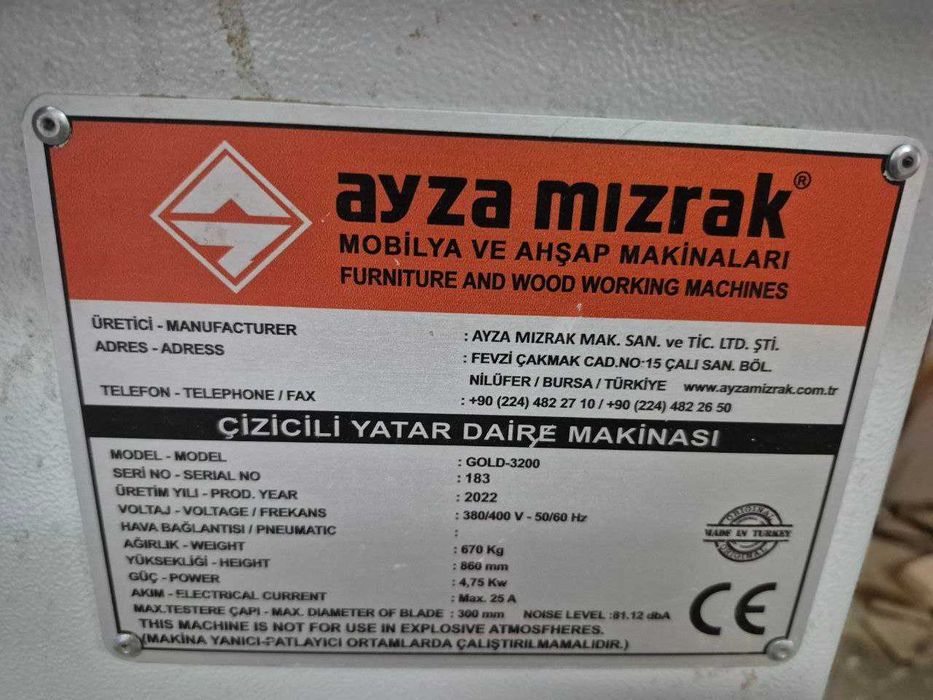 ayza mızrak®
MOBİLYA VE AHŞAP MAKİNALARI
FURNITURE AND WOOD WORKING MACHINES
ÜRETİCİ - MANUFACTURER : AYZA MIZRAK MAK. SAN. ve TİC. LTD. ŞTİ.
ADRES - ADRESS : FEVZİ ÇAKMAK CAD.NO:15 ÇALI SAN. BÖL.
NİLÜFER / BURSA / TÜRKİYE www.ayzamizrak.com.tr
TELEFON - TELEPHONE / FAX : +90 (224) 482 27 10 / +90 (224) 482 26 50
ÇİZİCİLİ YATAR DAİRE MAKİNASI
MODEL - MODEL : GOLD-3200
SERİ NO - SERIAL NO : 183
ÜRETİM YILI - PROD. YEAR : 2022
VOLTAJ - VOLTAGE / FREKANS : 380/400 V - 50/60 Hz
HAVA BAĞLANTISI / PNEUMATIC :
AĞIRLIK - WEIGHT : 670 Kg
YÜKSEKLİĞİ - HEIGHT : 860 mm
GÜÇ - POWER : 4,75 Kw
AKIM - ELECTRICAL CURRENT : Max. 25 A
MAX.TESTERE ÇAPI - MAX. DIAMETER OF BLADE : 300 mm NOISE LEVEL :81.12 dbA
THIS MACHINE IS NOT FOR USE IN EXPLOSIVE ATMOSFHERES.
(MAKİNA YANICI-PATLAYICI ORTAMLARDA ÇALIŞTIRILMAMALIDIR.)
ORIGINAL
MADE IN TURKEY
ORIGINAL
CE